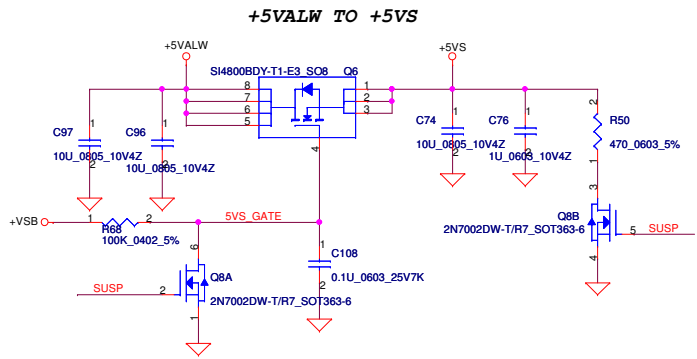 +5VALW TO +5VS
+5VALW
+5VS
SI4800BDY-T1-E3_SO8 Q6
8
7
6
5
1
2
3
4
C97
1
2
10U_0805_10V4Z
C96
1
2
10U_0805_10V4Z
C74
1
2
10U_0805_10V4Z
C76
1
2
1U_0603_10V4Z
2
R50
470_0603_5%
1
+VSB
1
2
R68
100K_0402_5%
5VS_GATE
3
Q8B
2N7002DW-T/R7_SOT363-6
5
SUSP
4
6
Q8A
SUSP
2
2N7002DW-T/R7_SOT363-6
1
1
C108
0.1U_0603_25V7K
2